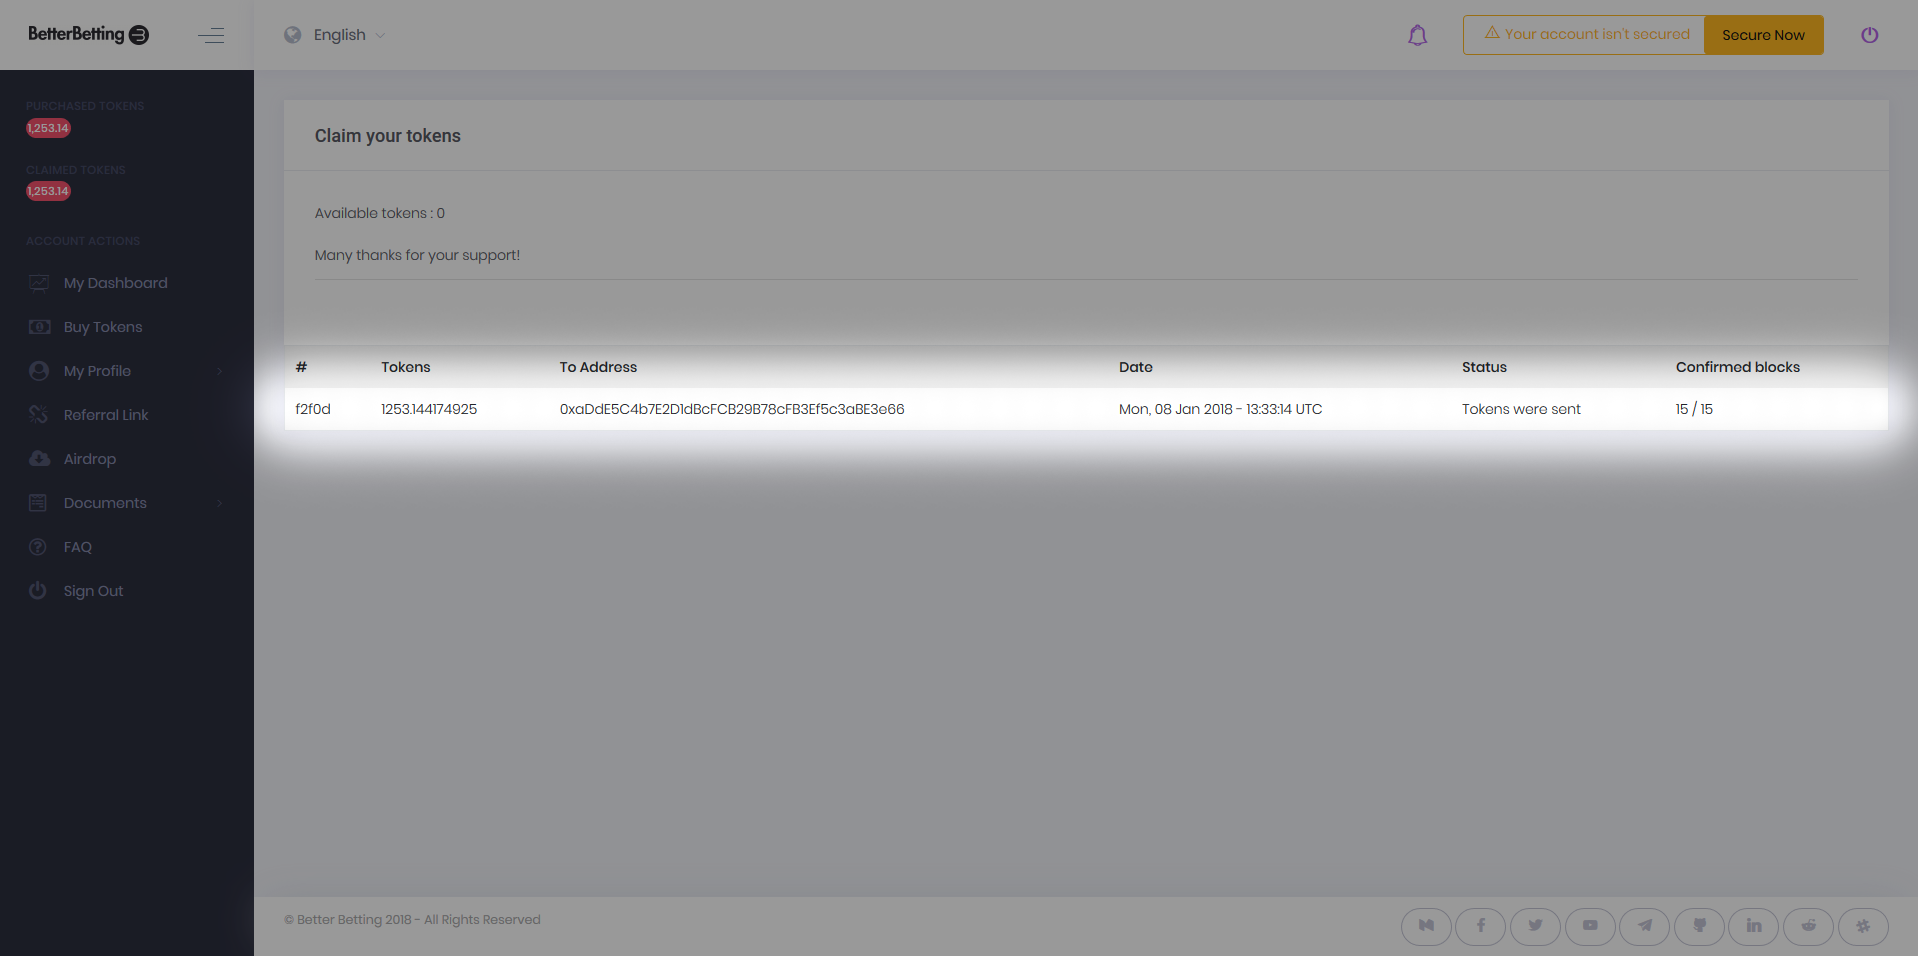 BetterBetting
English
Your account isn't secured
Secure Now
PURCHASED TOKENS
1,253.14
CLAIMED TOKENS
1,253.14
ACCOUNT ACTIONS
My Dashboard
Buy Tokens
My Profile
Referral Link
Airdrop
Documents
FAQ
Sign Out
Claim your tokens
Available tokens : 0
Many thanks for your support!
# Tokens To Address Date Status Confirmed blocks
f2f0d 1253.144174925 0xaDdE5C4b7E2D1dBcFCB29B78cFB3Ef5c3aBE3e66 Mon, 08 Jan 2018 - 13:33:14 UTC Tokens were sent 15 / 15
© Better Betting 2018 - All Rights Reserved